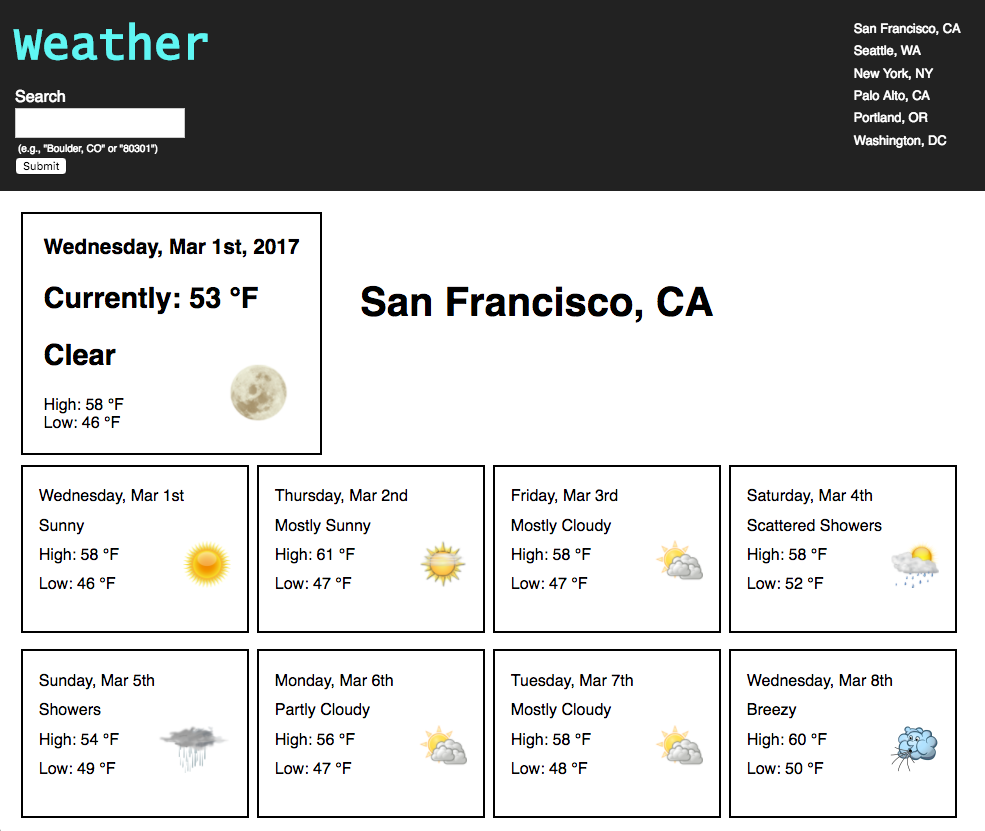 Weather
Search
(e.g., "Boulder, CO" or "80301")
Submit
San Francisco, CA
Seattle, WA
New York, NY
Palo Alto, CA
Portland, OR
Washington, DC
Wednesday, Mar 1st, 2017
Currently: 53 °F
Clear
High: 58 °F
Low: 46 °F
San Francisco, CA
Wednesday, Mar 1st
Sunny
High: 58 °F
Low: 46 °F
Thursday, Mar 2nd
Mostly Sunny
High: 61 °F
Low: 47 °F
Friday, Mar 3rd
Mostly Cloudy
High: 58 °F
Low: 47 °F
Saturday, Mar 4th
Scattered Showers
High: 58 °F
Low: 52 °F
Sunday, Mar 5th
Showers
High: 54 °F
Low: 49 °F
Monday, Mar 6th
Partly Cloudy
High: 56 °F
Low: 47 °F
Tuesday, Mar 7th
Mostly Cloudy
High: 58 °F
Low: 48 °F
Wednesday, Mar 8th
Breezy
High: 60 °F
Low: 50 °F